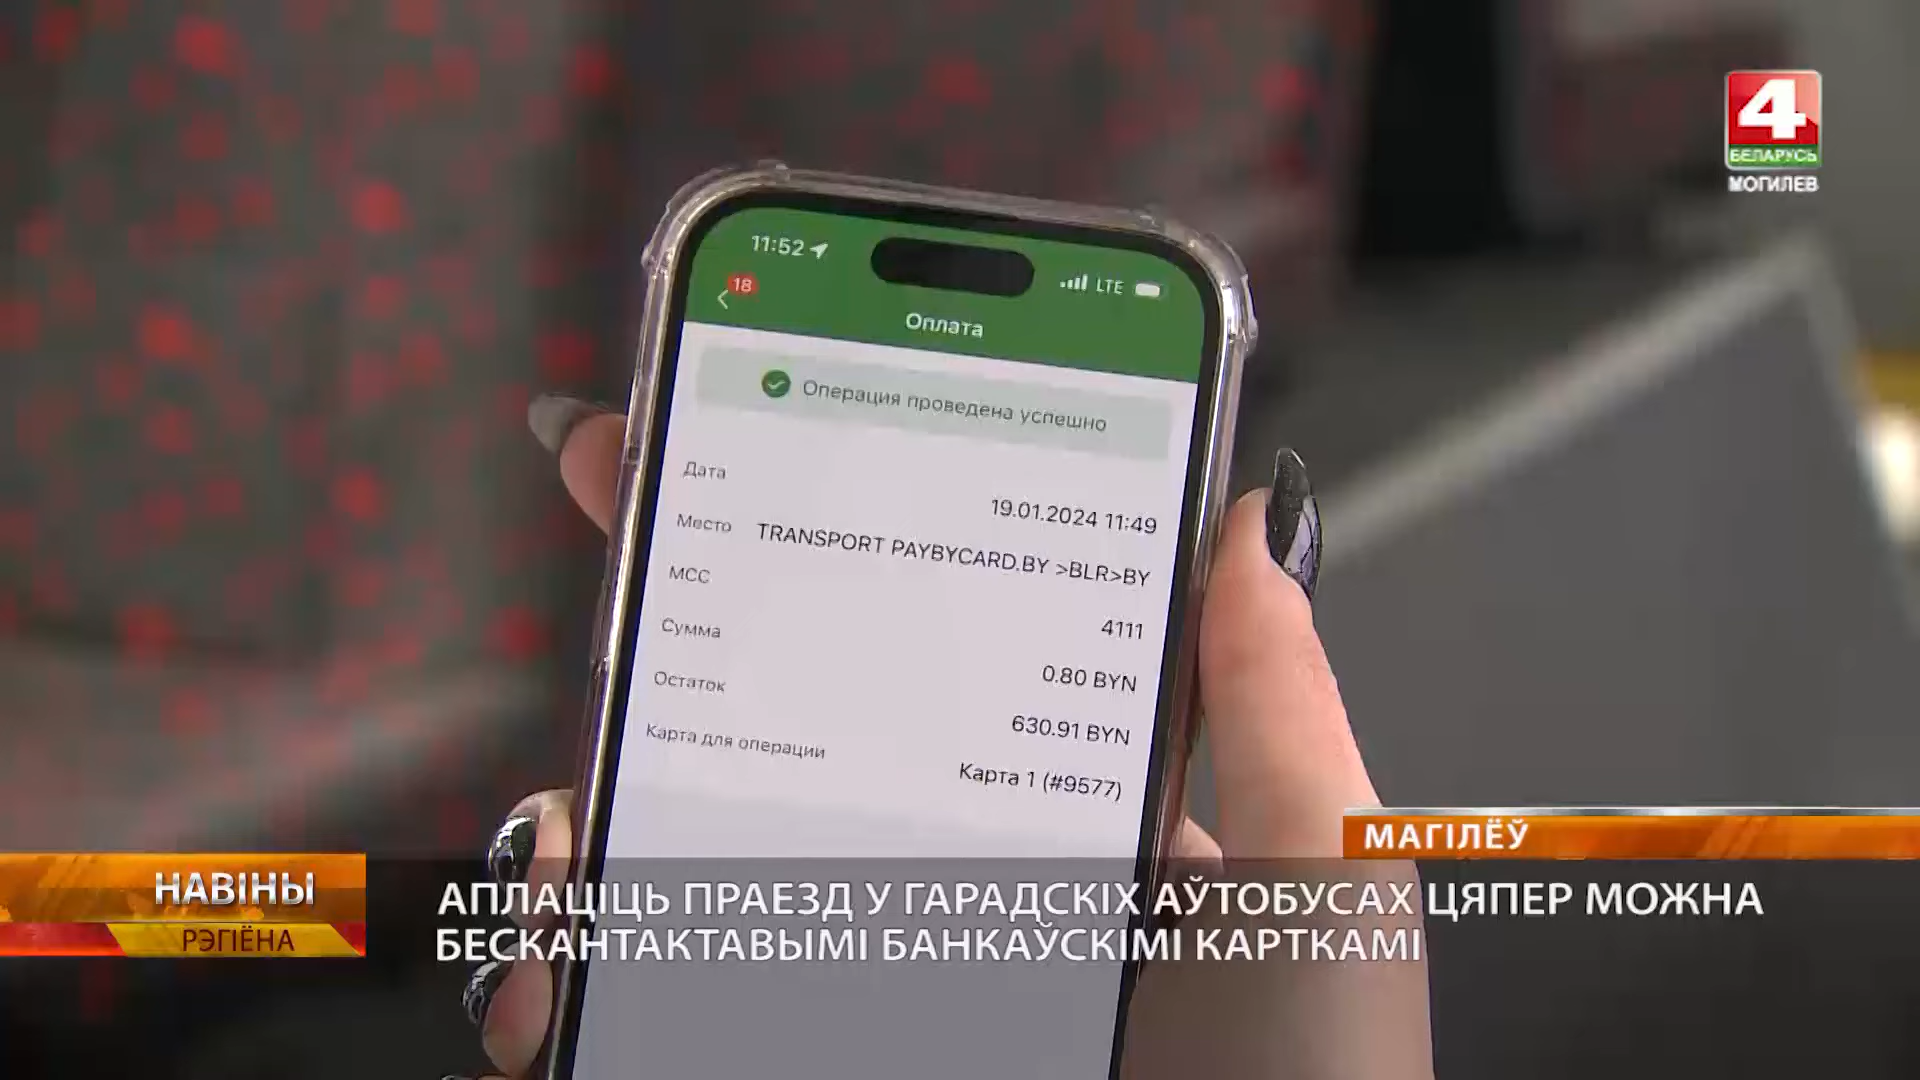 4
БЕЛАРУСЬ
МОГИЛЕВ
11:52
LTE
18
Оплата
Операция проведена успешно
Дата
19.01.2024 11:49
Место TRANSPORT PAYBYCARD.BY >BLR>BY
МСС
4111
Сумма
0.80 BYN
Остаток
630.91 BYN
Карта для операции
Карта 1 (#9577)
МАГІЛЁЎ
НАВІНЫ
РЭГІЁНА
АПЛАЦІЦЬ ПРАЕЗД У ГАРАДСКІХ АЎТОБУСАХ ЦЯПЕР МОЖНА
БЕСКАНТАКТАВЫМІ БАНКАЎСКІМІ КАРТКАМІ